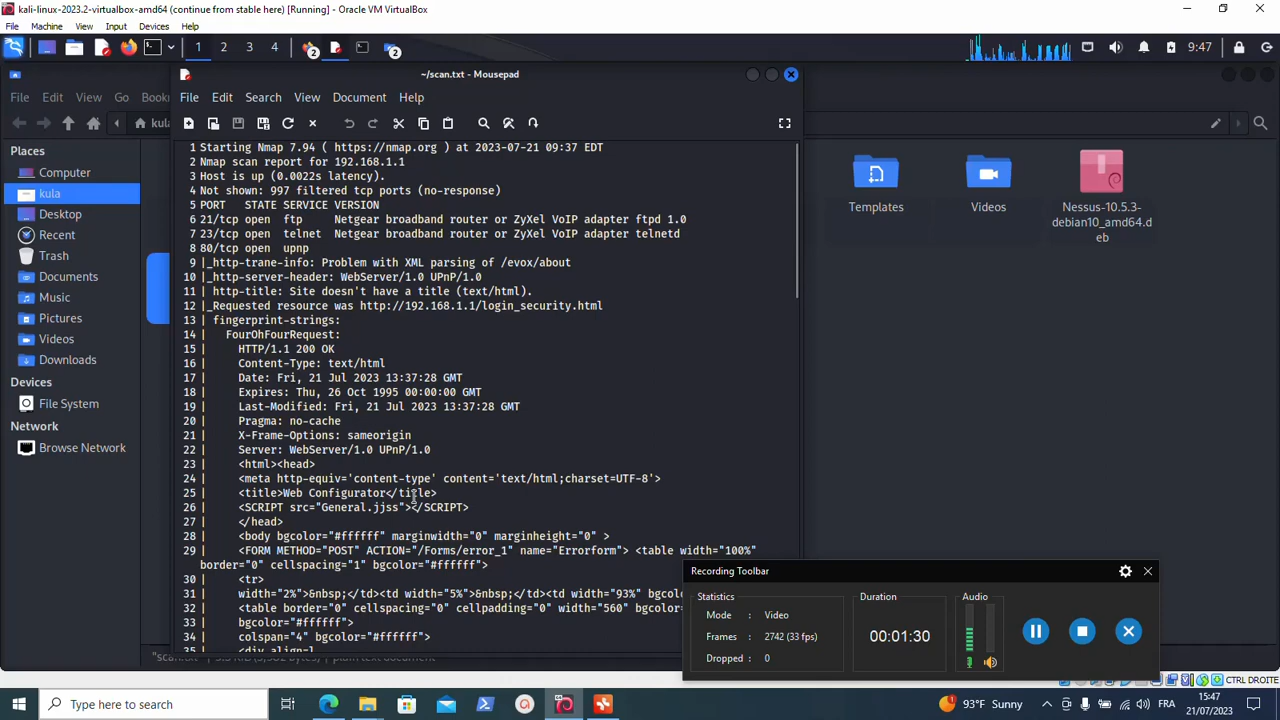 kali-linux-2023.2-virtualbox-amd64 (continue from stable here) [Running] - Oracle VM VirtualBox
File Machine View Input Devices Help
1 2 3 4 2 2 9:47
~/scan.txt - Mousepad
File Edit View Go Bookm
File Edit Search View Document Help
kula
Places
Computer
kula
Desktop
Recent
Trash
Documents
Music
Pictures
Videos
Downloads
Devices
File System
Network
Browse Network
1 Starting Nmap 7.94 ( https://nmap.org ) at 2023-07-21 09:37 EDT
2 Nmap scan report for 192.168.1.1
3 Host is up (0.0022s latency).
4 Not shown: 997 filtered tcp ports (no-response)
5 PORT   STATE SERVICE VERSION
6 21/tcp open  ftp     Netgear broadband router or ZyXel VoIP adapter ftpd 1.0
7 23/tcp open  telnet  Netgear broadband router or ZyXel VoIP adapter telnetd
8 80/tcp open  upnp
9 |_http-trane-info: Problem with XML parsing of /evox/about
10 |_http-server-header: WebServer/1.0 UPnP/1.0
11 | http-title: Site doesn't have a title (text/html).
12 |_Requested resource was http://192.168.1.1/login_security.html
13 | fingerprint-strings:
14 |   FourOhFourRequest:
15 |     HTTP/1.1 200 OK
16 |     Content-Type: text/html
17 |     Date: Fri, 21 Jul 2023 13:37:28 GMT
18 |     Expires: Thu, 26 Oct 1995 00:00:00 GMT
19 |     Last-Modified: Fri, 21 Jul 2023 13:37:28 GMT
20 |     Pragma: no-cache
21 |     X-Frame-Options: sameorigin
22 |     Server: WebServer/1.0 UPnP/1.0
23 |     <html><head>
24 |     <meta http-equiv='content-type' content='text/html;charset=UTF-8'>
25 |     <title>Web Configurator</title>
26 |     <SCRIPT src="General.jjss"></SCRIPT>
27 |     </head>
28 |     <body bgcolor="#ffffff" marginwidth="0" marginheight="0" >
29 |     <FORM METHOD="POST" ACTION="/Forms/error_1" name="Errorform"> <table width="100%"
border="0" cellspacing="1" bgcolor="#ffffff">
30 |     <tr>
31 |     width="2%">&nbsp;</td><td width="5%">&nbsp;</td><td width="93%"
32 |     <table border="0" cellspacing="0" cellpadding="0" width="560"
33 |     bgcolor="#ffffff">
34 |     colspan="4" bgcolor="#ffffff">
35 |     <div align=l
Templates
Videos
Nessus-10.5.3-
debian10_amd64.d
eb
Recording Toolbar
Statistics
Mode : Video
Frames : 2742 (33 fps)
Dropped : 0
Duration
00:01:30
Audio
CTRL DROITE
Type here to search
93°F Sunny
FRA
15:47
21/07/2023